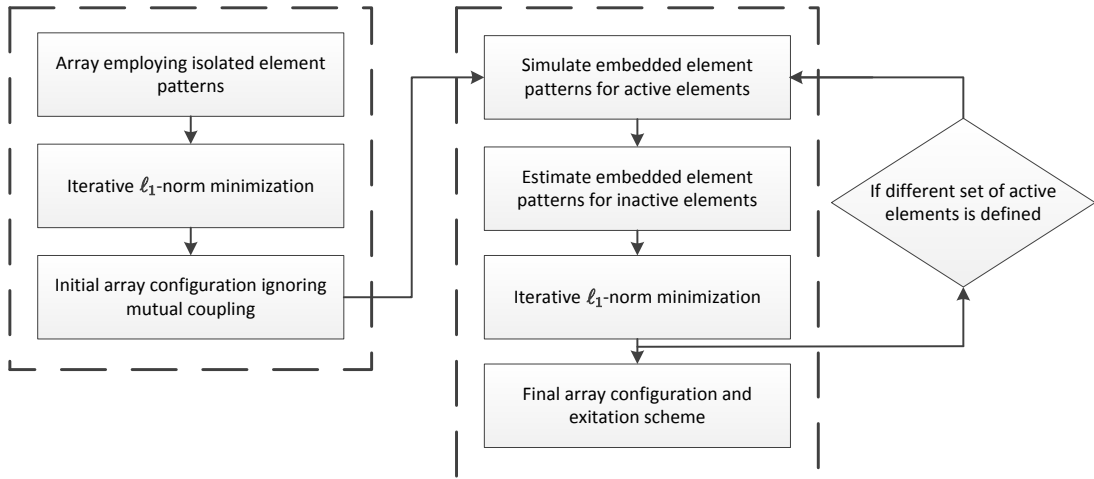 Array employing isolated element
patterns
Iterative ℓ₁-norm minimization
Initial array configuration ignoring
mutual coupling
Simulate embedded element
patterns for active elements
Estimate embedded element
patterns for inactive elements
Iterative ℓ₁-norm minimization
Final array configuration and
exitation scheme
If different set of active
elements is defined